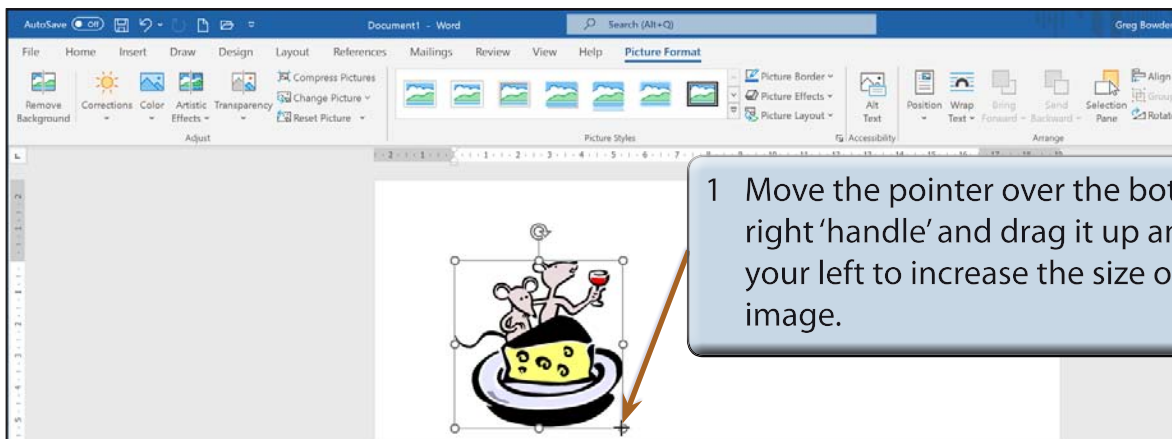 AutoSave Off Document1 - Word Search (Alt+Q) Greg Bowde
File Home Insert Draw Design Layout References Mailings Review View Help Picture Format
Remove Background
Corrections
Color
Artistic Effects
Transparency
Compress Pictures
Change Picture
Reset Picture
Adjust
Picture Styles
Picture Border
Picture Effects
Picture Layout
Alt Text
Accessibility
Position
Wrap Text
Bring Forward
Send Backward
Selection Pane
Align
Group
Rotat
Arrange
1 Move the pointer over the bot
right ‘handle’ and drag it up an
your left to increase the size o
image.